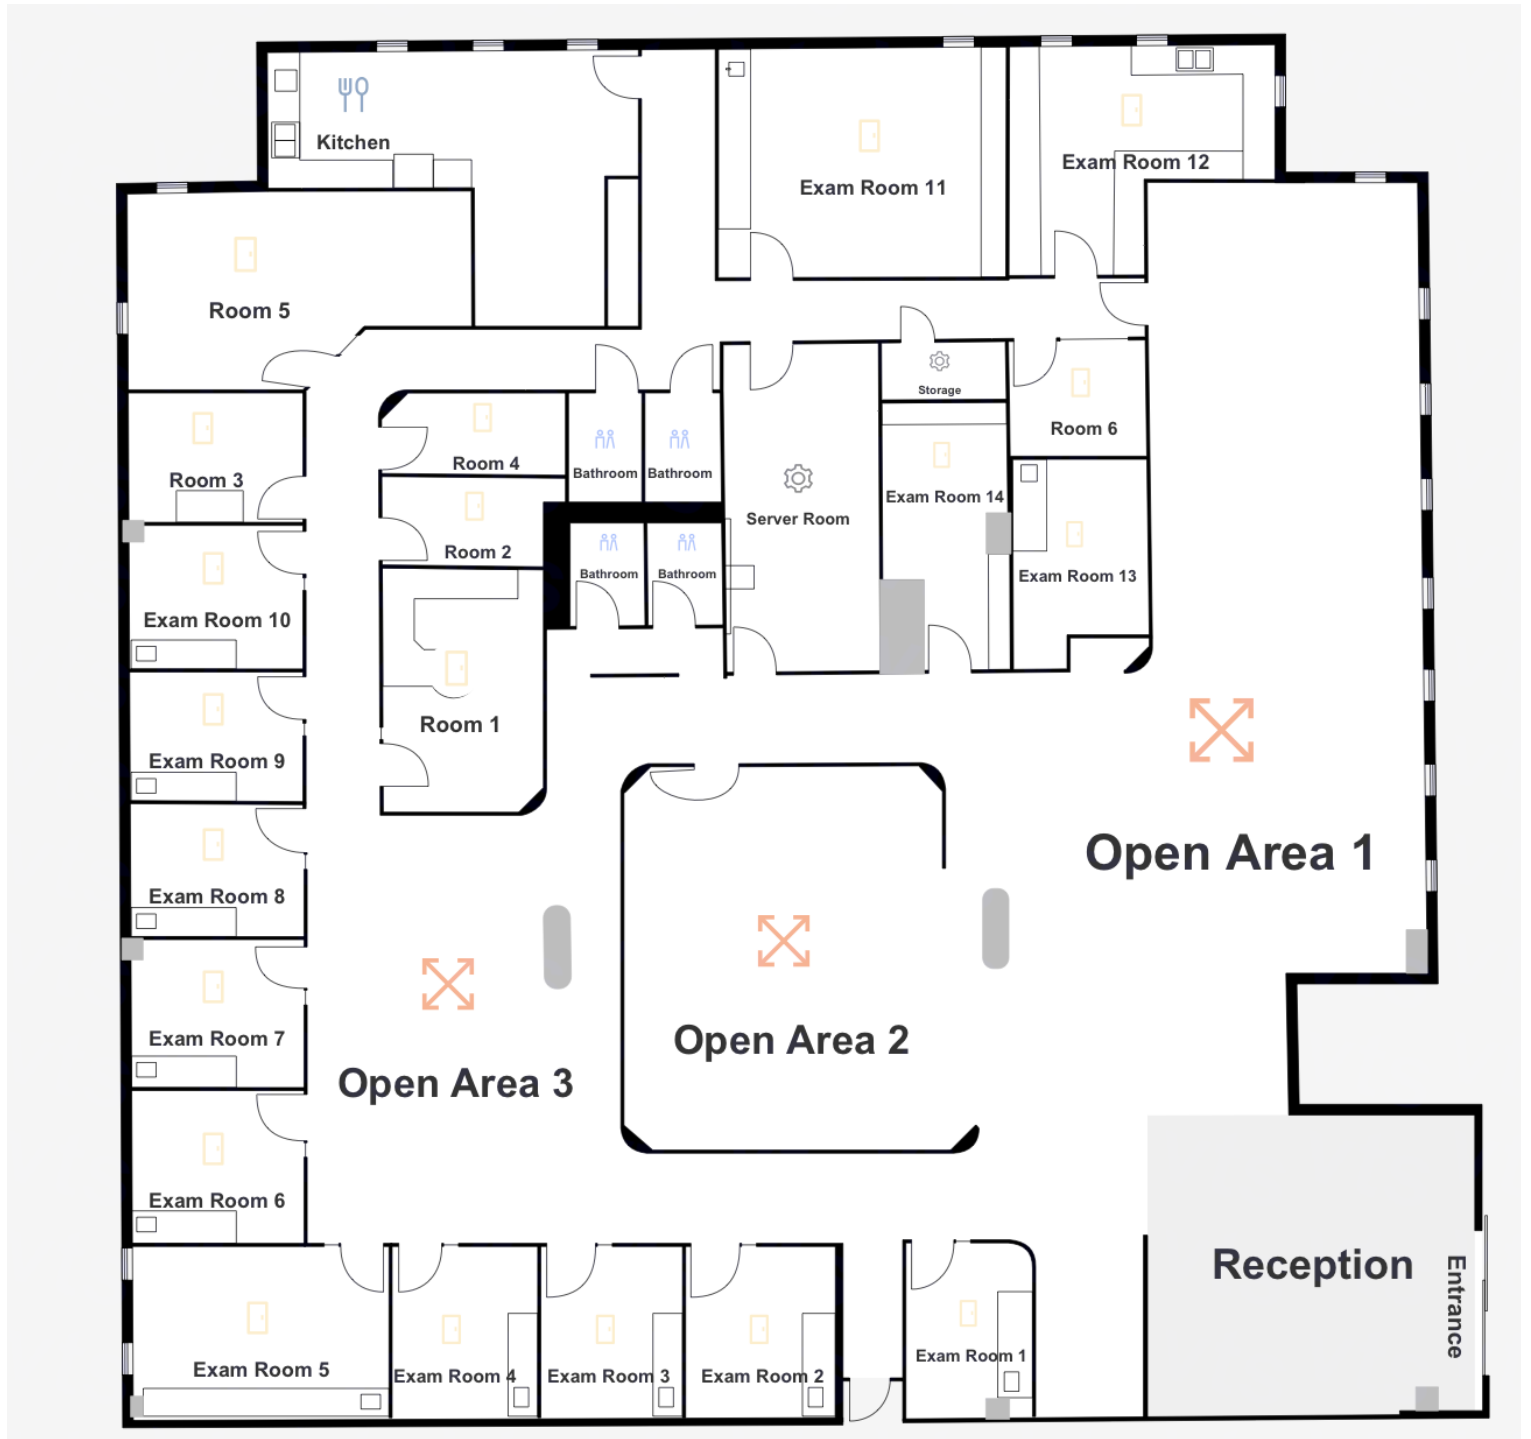 Kitchen
Exam Room 11
Exam Room 12
Room 5
Storage
Room 6
Room 3
Room 4
Bathroom
Bathroom
Server Room
Exam Room 14
Room 2
Bathroom
Bathroom
Exam Room 13
Exam Room 10
Room 1
Exam Room 9
Open Area 1
Exam Room 8
Exam Room 7
Open Area 2
Open Area 3
Exam Room 6
Reception
Entrance
Exam Room 5
Exam Room 4
Exam Room 3
Exam Room 2
Exam Room 1